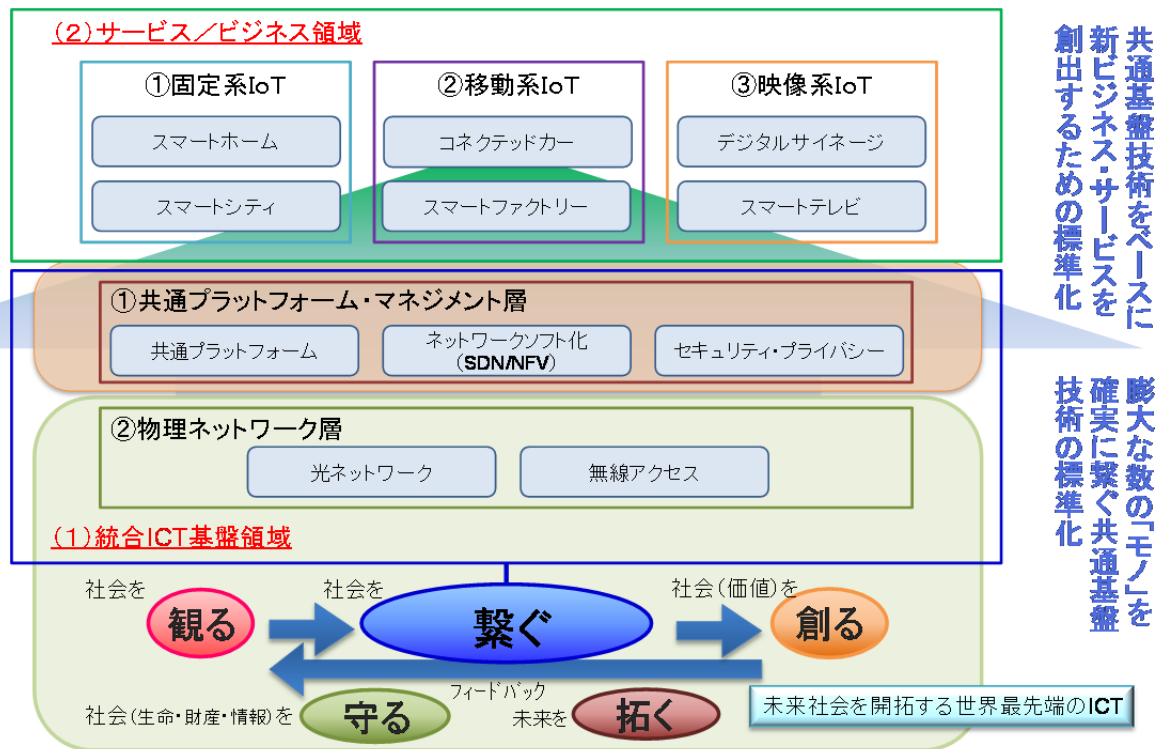 (2)サービス/ビジネス領域
①固定系IoT
スマートホーム
スマートシティ
②移動系IoT
コネクテッドカー
スマートファクトリー
③映像系IoT
デジタルサイネージ
スマートテレビ
共通基盤技術をベースに
新ビジネス・サービスを
創出するための標準化
①共通プラットフォーム・マネジメント層
共通プラットフォーム
ネットワークソフト化
(SDN/NFV)
セキュリティ・プライバシー
②物理ネットワーク層
光ネットワーク
無線アクセス
(1)統合ICT基盤領域
膨大な数の「モノ」を
確実に繋ぐ共通基盤
技術の標準化
社会を
観る
社会を
繋ぐ
社会(価値)を
創る
フィードバック
社会(生命・財産・情報)を
守る
未来を
拓く
未来社会を開拓する世界最先端のICT